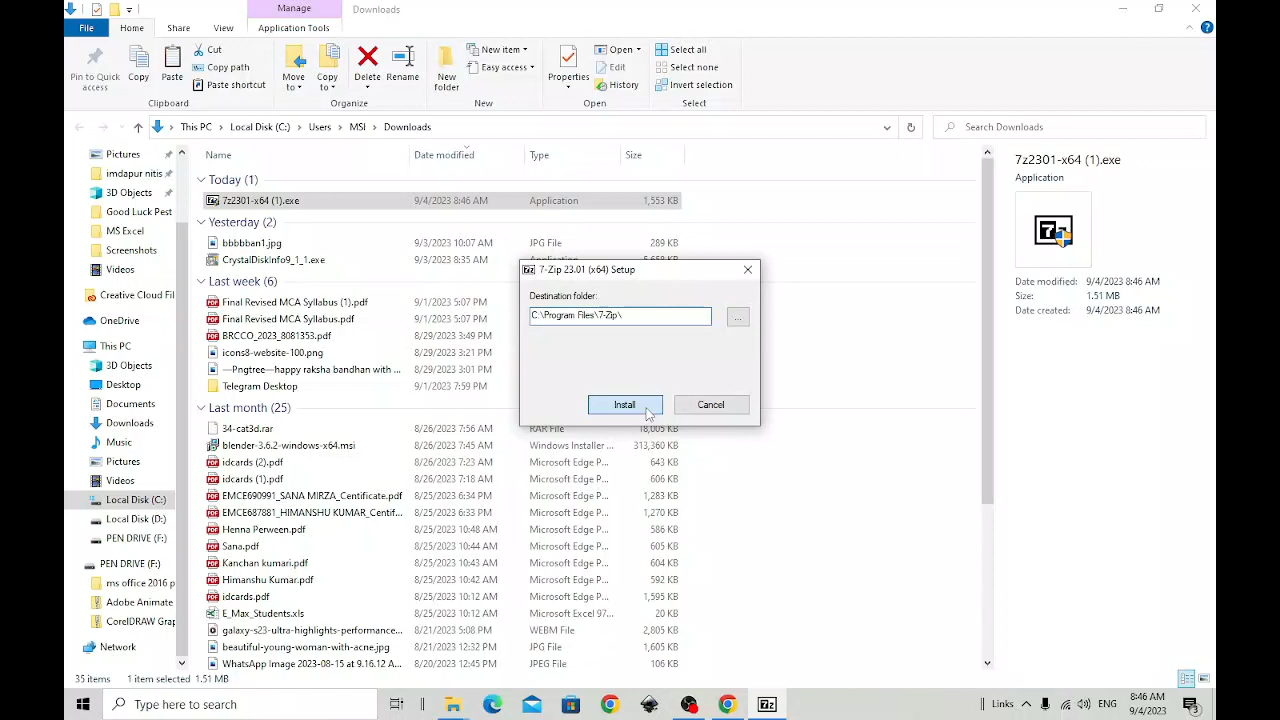 Manage
Downloads
File
Home
Share
View
Application Tools
Pin to Quick access
Copy
Paste
Cut
Copy path
Paste shortcut
Clipboard
Move to
Copy to
Delete
Rename
Organize
New folder
New item
Easy access
New
Properties
Open
Edit
History
Open
Select all
Select none
Invert selection
Select
This PC
Local Disk (C:)
Users
MSI
Downloads
Search Downloads
Pictures
imdapur nitis
3D Objects
Good Luck Pest
MS Excel
Screenshots
Videos
Creative Cloud Fil
OneDrive
This PC
3D Objects
Desktop
Documents
Downloads
Music
Pictures
Videos
Local Disk (C:)
Local Disk (D:)
PEN DRIVE (F:)
PEN DRIVE (F:)
ms office 2016 p
Adobe Animate
CorelDRAW Grap
Network
Name Date modified Type Size
Today (1)
7z2301-x64 (1).exe 9/4/2023 8:46 AM Application 1,553 KB
Yesterday (2)
bbbbban1.jpg 9/3/2023 10:07 AM JPG File 289 KB
CrystalDiskInfo9_1_1.exe 9/3/2023 8:35 AM
Last week (6)
Final Revised MCA Syllabus (1).pdf 9/1/2023 5:07 PM
Final Revised MCA Syllabus.pdf 9/1/2023 5:07 PM
BRCCO_2023_8081353.pdf 8/29/2023 3:49 PM
icons8-website-100.png 8/29/2023 3:21 PM
—Pngtree—happy raksha bandhan with ... 8/29/2023 3:01 PM
Telegram Desktop 9/1/2023 7:59 PM
Last month (25)
34-cat3d.rar 8/26/2023 7:56 AM RAR File 18,005 KB
blender-3.6.2-windows-x64.msi 8/26/2023 7:45 AM Windows Installer ... 313,360 KB
idcards (2).pdf 8/26/2023 7:23 AM Microsoft Edge P... 643 KB
idcards (1).pdf 8/26/2023 7:18 AM Microsoft Edge P... 606 KB
EMCE690991_SANA MIRZA_Certificate.pdf 8/25/2023 6:34 PM Microsoft Edge P... 1,283 KB
EMCE687881_HIMANSHU KUMAR_Certif... 8/25/2023 6:33 PM Microsoft Edge P... 1,270 KB
Henna Perween.pdf 8/25/2023 10:48 AM Microsoft Edge P... 586 KB
Sana.pdf 8/25/2023 10:44 AM Microsoft Edge P... 605 KB
Kanchan kumari.pdf 8/25/2023 10:43 AM Microsoft Edge P... 604 KB
Himanshu Kumar.pdf 8/25/2023 10:42 AM Microsoft Edge P... 592 KB
idcards.pdf 8/25/2023 10:12 AM Microsoft Edge P... 1,595 KB
E_Max_Students.xls 8/25/2023 10:12 AM Microsoft Excel 97... 20 KB
galaxy-s23-ultra-highlights-performance... 8/21/2023 5:08 PM WEBM File 2,805 KB
beautiful-young-woman-with-acne.jpg 8/21/2023 12:32 PM JPG File 1,605 KB
WhatsApp Image 2023-08-15 at 9.16.12 A... 8/20/2023 12:45 PM JPEG File 106 KB
7-Zip 23.01 (x64) Setup
Destination folder:
C:\Program Files\7-Zip\
...
Install
Cancel
7z2301-x64 (1).exe
Application
Date modified: 9/4/2023 8:46 AM
Size: 1.51 MB
Date created: 9/4/2023 8:46 AM
35 items 1 item selected 1.51 MB
Type here to search
Links
ENG
8:46 AM
9/4/2023
3